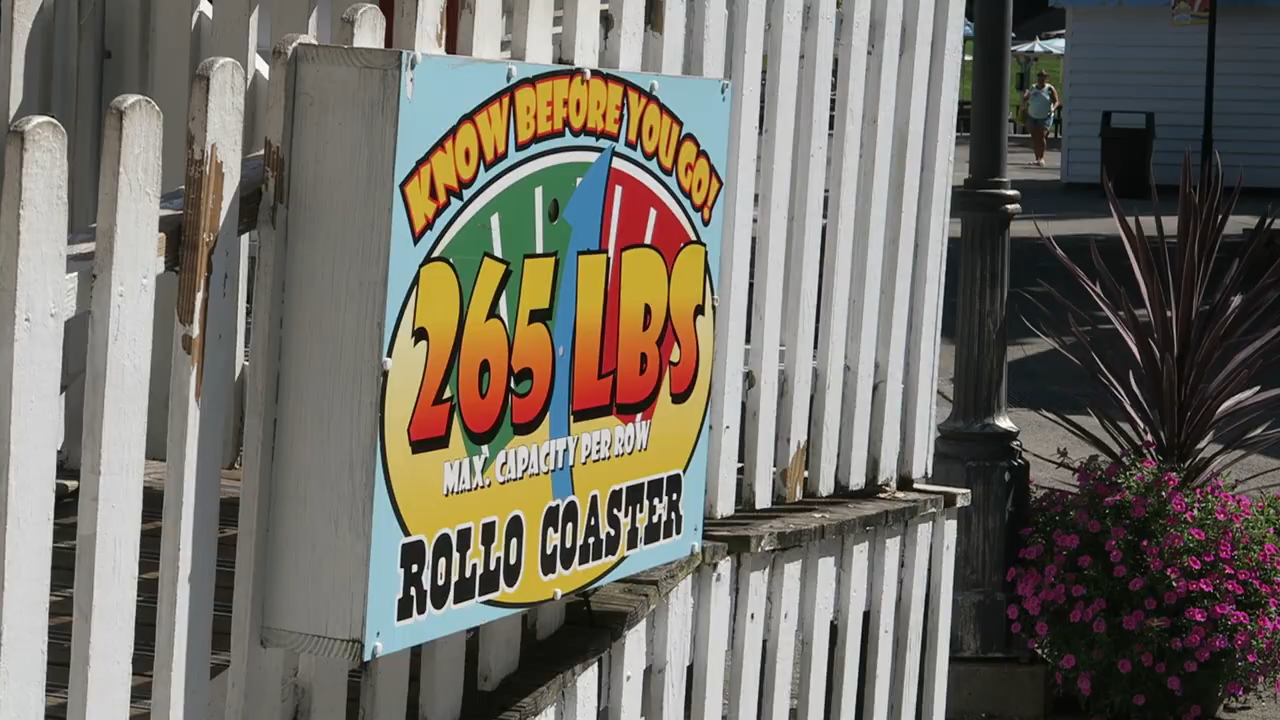 KNOW BEFORE YOU GO!
265 LBS
MAX. CAPACITY PER ROW
ROLLO COASTER